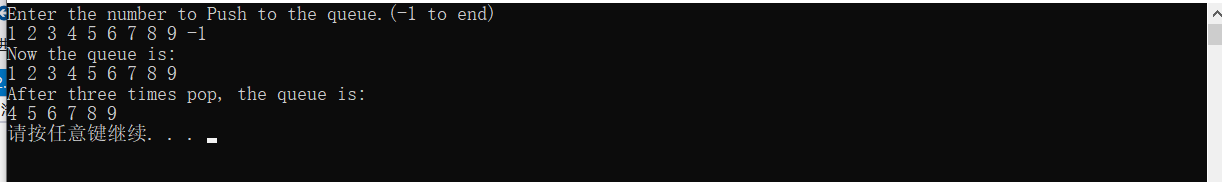 Enter the number to Push to the queue.(-1 to end)
1 2 3 4 5 6 7 8 9 -1
Now the queue is:
1 2 3 4 5 6 7 8 9
After three times pop, the queue is:
4 5 6 7 8 9
请按任意键继续. . .